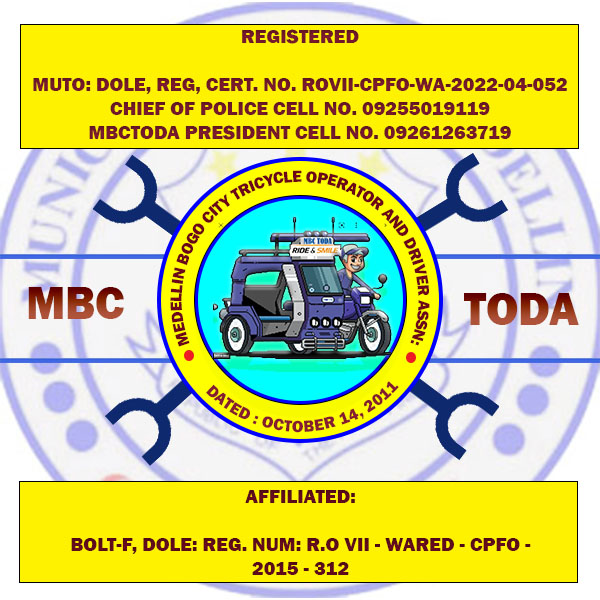 REGISTERED
MUTO: DOLE, REG, CERT. NO. ROVII-CPFO-WA-2022-04-052
CHIEF OF POLICE CELL NO. 09255019119
MBCTODA PRESIDENT CELL NO. 09261263719
MEDELLIN BOGO CITY TRICYCLE OPERATOR AND DRIVER ASSN:
MBC TODA
RIDE & SMILE
MBC
TODA
DATED : OCTOBER 14, 2011
AFFILIATED:
BOLT-F, DOLE: REG. NUM: R.O VII - WARED - CPFO -
2015 - 312